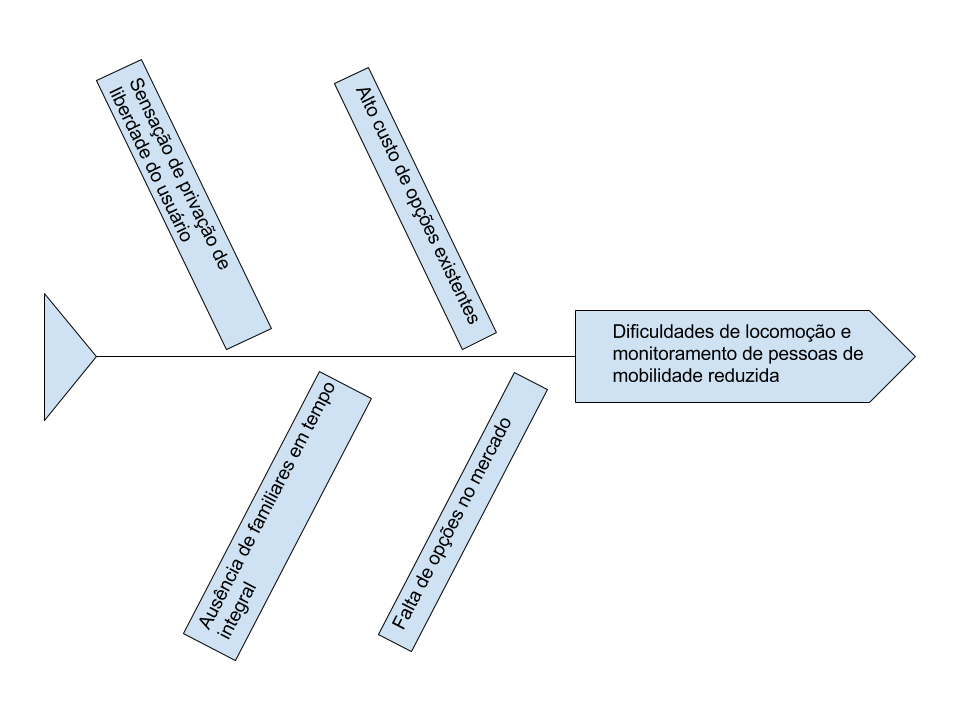 Sensação de privação de
liberdade do usuário
Alto custo de opções existentes
Dificuldades de locomoção e
monitoramento de pessoas de
mobilidade reduzida
Ausência de familiares em tempo
integral
Falta de opções no mercado